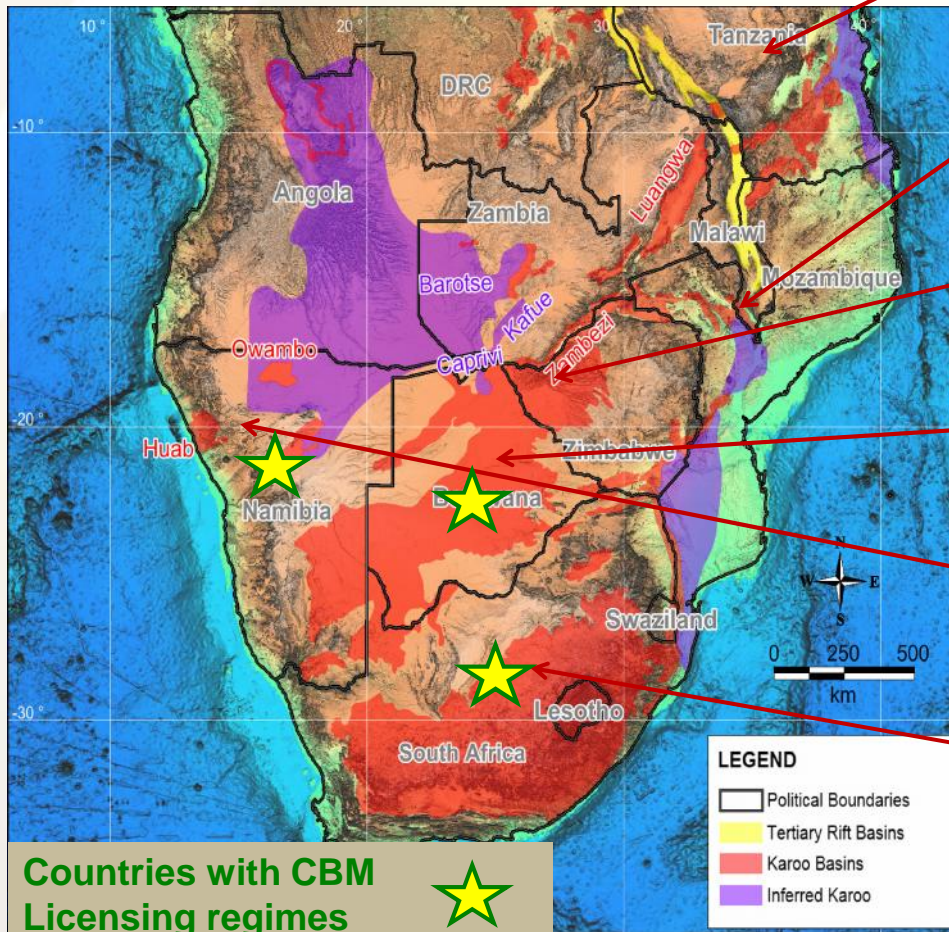 10°
20
30
40°
Tanzania
DRC
-10°
Luangwa
Angola
Zambia
Malawi
Mozambique
Barotse
Kafue
Owambo
Caprivi
Zambezi
-20°
Huab
Zimbabwe
Namibia
N
W E
S
Swaziland
0 250 500
km
Lesotho
-30°
South Africa
LEGEND
Political Boundaries
Tertiary Rift Basins
Karoo Basins
Inferred Karoo
Countries with CBM
Licensing regimes